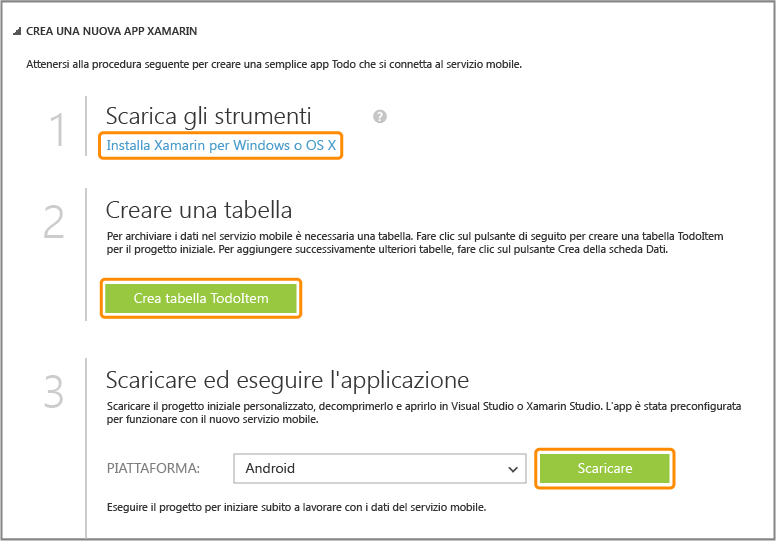 CREA UNA NUOVA APP XAMARIN
Attenersi alla procedura seguente per creare una semplice app Todo che si connetta al servizio mobile.
1
Scarica gli strumenti ?
Installa Xamarin per Windows o OS X
2
Creare una tabella
Per archiviare i dati nel servizio mobile è necessaria una tabella. Fare clic sul pulsante di seguito per creare una tabella TodoItem
per il progetto iniziale. Per aggiungere successivamente ulteriori tabelle, fare clic sul pulsante Crea della scheda Dati.
Crea tabella TodoItem
3
Scaricare ed eseguire l'applicazione
Scaricare il progetto iniziale personalizzato, decomprimerlo e aprirlo in Visual Studio o Xamarin Studio. L'app è stata preconfigurata
per funzionare con il nuovo servizio mobile.
PIATTAFORMA: Android Scaricare
Eseguire il progetto per iniziare subito a lavorare con i dati del servizio mobile.